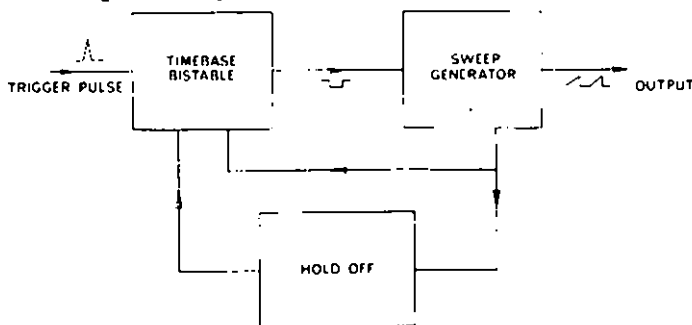 TRIGGER PULSE
TIMEBASE
BISTABLE
SWEEP
GENERATOR
OUTPUT
HOLD OFF